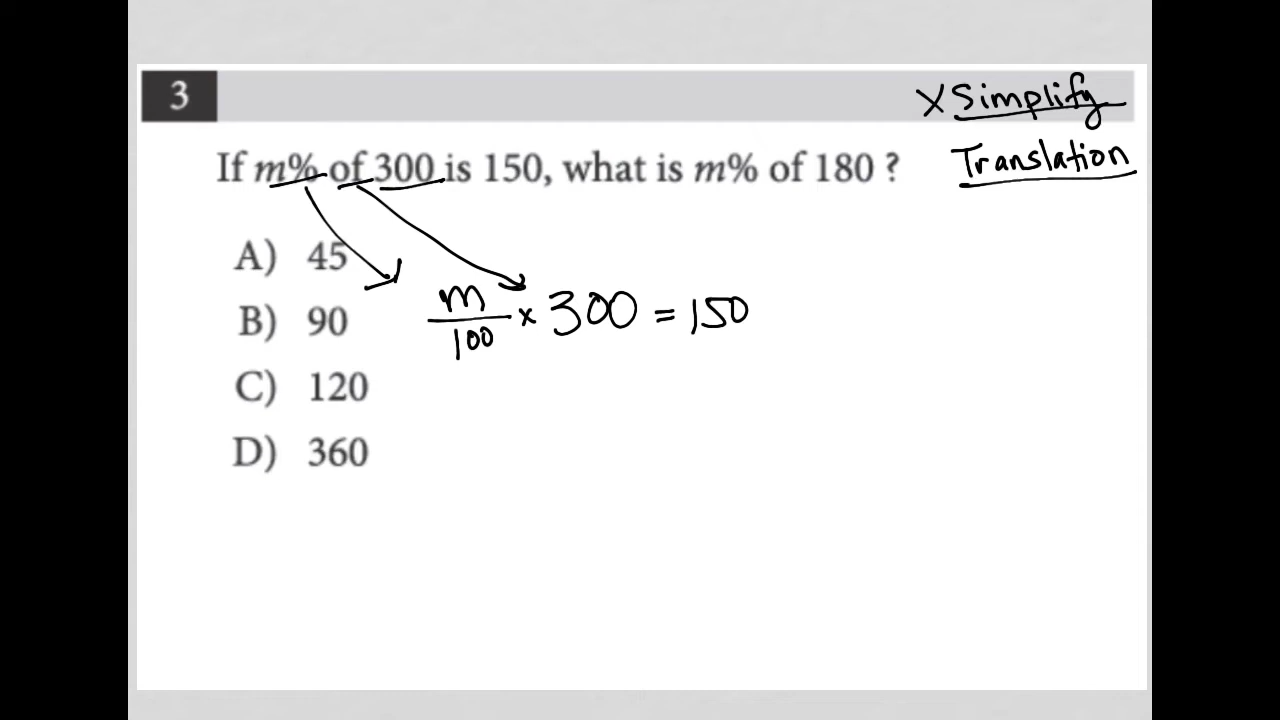 3
X Simplify
Translation
If m% of 300 is 150, what is m% of 180 ?
A) 45
B) 90
C) 120
D) 360
m/100 × 300 = 150